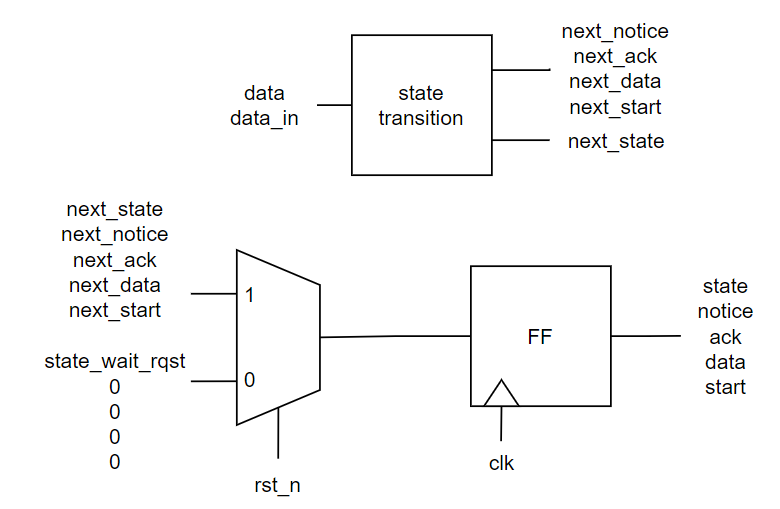 next_notice
next_ack
next_data
next_start
next_state
data
data_in
state
transition
next_state
next_notice
next_ack
next_data
next_start
1
state_wait_rqst
0
0
0
0
0
rst_n
FF
clk
state
notice
ack
data
start